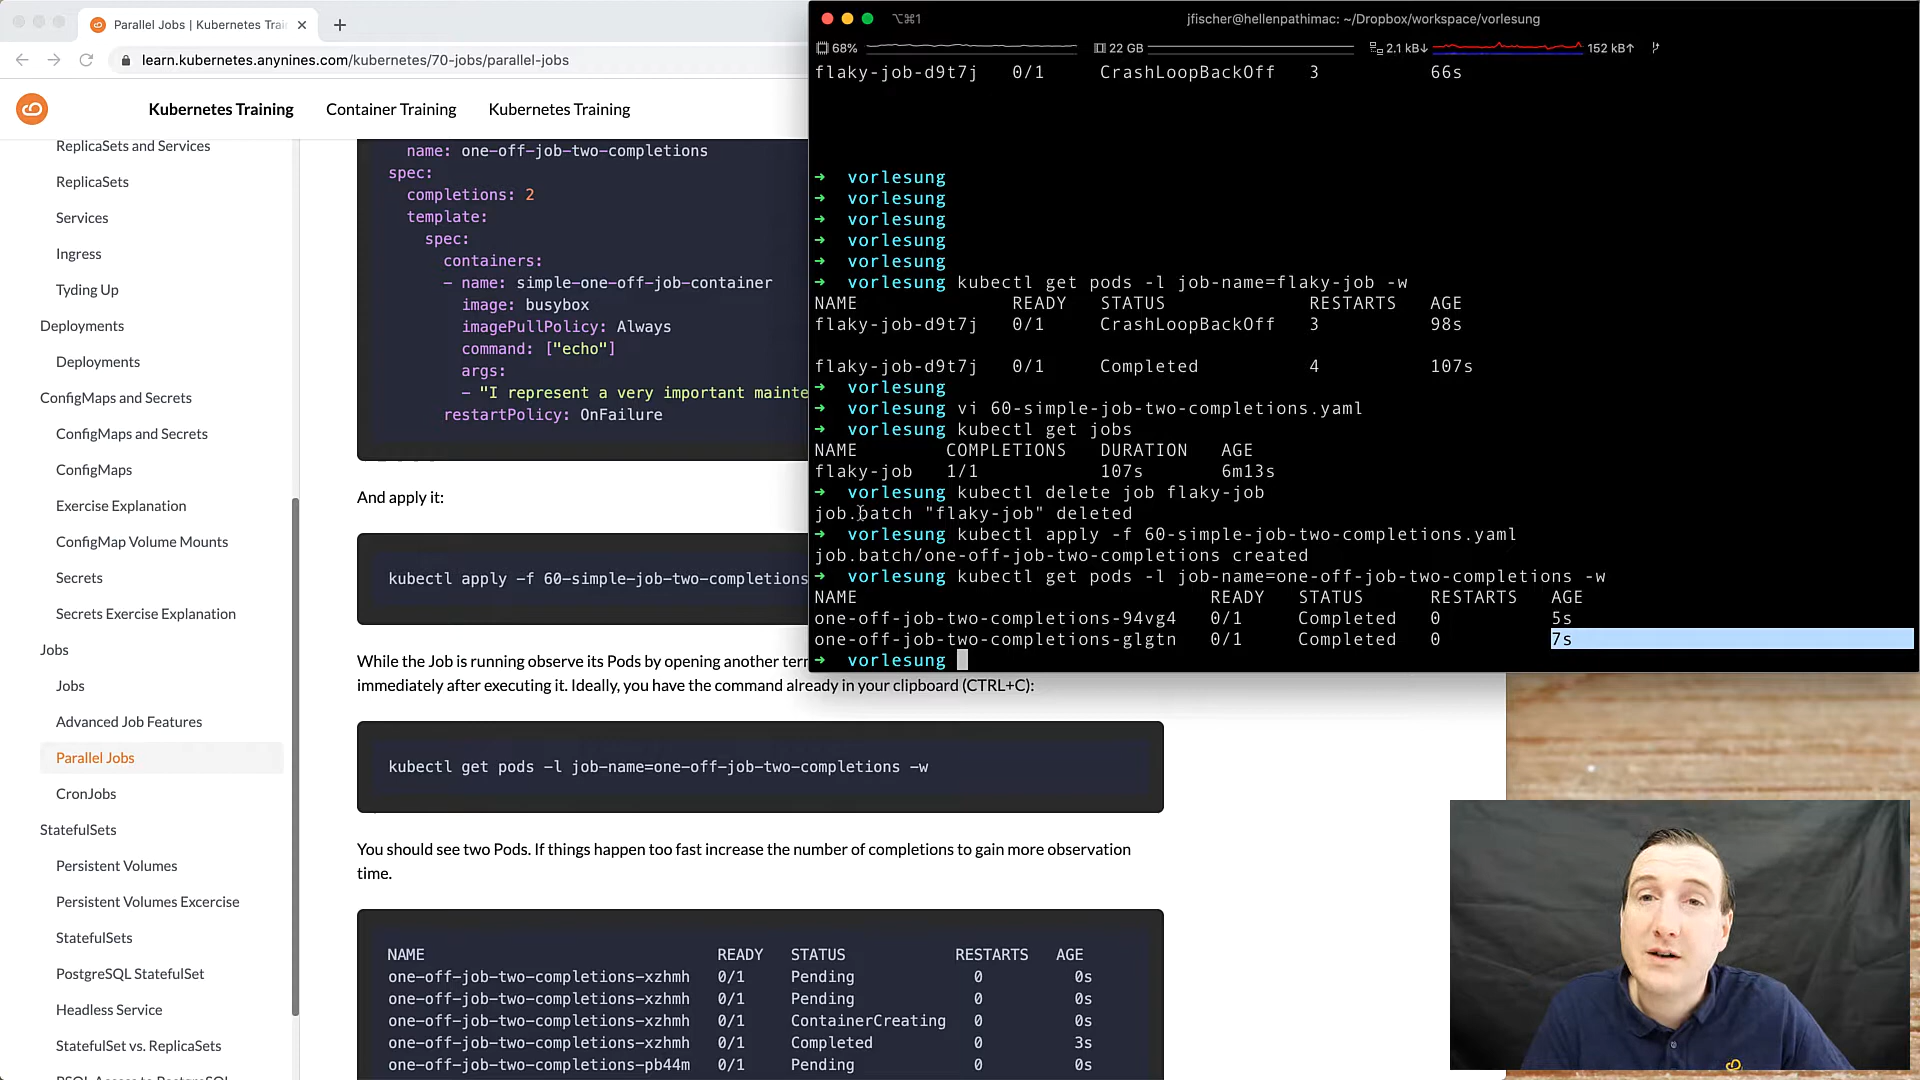 Parallel Jobs | Kubernetes Trai
learn.kubernetes.anynines.com/kubernetes/70-jobs/parallel-jobs
Kubernetes Training
Container Training
Kubernetes Training
ReplicaSets and Services
ReplicaSets
Services
Ingress
Tyding Up
Deployments
Deployments
ConfigMaps and Secrets
ConfigMaps and Secrets
ConfigMaps
Exercise Explanation
ConfigMap Volume Mounts
Secrets
Secrets Exercise Explanation
Jobs
Jobs
Advanced Job Features
Parallel Jobs
CronJobs
StatefulSets
Persistent Volumes
Persistent Volumes Excercise
StatefulSets
PostgreSQL StatefulSet
Headless Service
StatefulSet vs. ReplicaSets
name: one-off-job-two-completions
spec:
completions: 2
template:
spec:
containers:
- name: simple-one-off-job-container
image: busybox
imagePullPolicy: Always
command: ["echo"]
args:
- "I represent a very important mainte
restartPolicy: OnFailure
And apply it:
kubectl apply -f 60-simple-job-two-completions
While the Job is running observe its Pods by opening another ter
immediately after executing it. Ideally, you have the command already in your clipboard (CTRL+C):
kubectl get pods -l job-name=one-off-job-two-completions -w
You should see two Pods. If things happen too fast increase the number of completions to gain more observation
time.
NAME READY STATUS RESTARTS AGE
one-off-job-two-completions-xzhmh 0/1 Pending 0 0s
one-off-job-two-completions-xzhmh 0/1 Pending 0 0s
one-off-job-two-completions-xzhmh 0/1 ContainerCreating 0 0s
one-off-job-two-completions-xzhmh 0/1 Completed 0 3s
one-off-job-two-completions-pb44m 0/1 Pending 0 0s
⌥⌘1
jfischer@hellenpathimac: ~/Dropbox/workspace/vorlesung
68% 22 GB 2.1 kB↓ 152 kB↑
flaky-job-d9t7j 0/1 CrashLoopBackOff 3 66s
➜ vorlesung
➜ vorlesung
➜ vorlesung
➜ vorlesung
➜ vorlesung
➜ vorlesung kubectl get pods -l job-name=flaky-job -w
NAME READY STATUS RESTARTS AGE
flaky-job-d9t7j 0/1 CrashLoopBackOff 3 98s
flaky-job-d9t7j 0/1 Completed 4 107s
➜ vorlesung
➜ vorlesung vi 60-simple-job-two-completions.yaml
➜ vorlesung kubectl get jobs
NAME COMPLETIONS DURATION AGE
flaky-job 1/1 107s 6m13s
➜ vorlesung kubectl delete job flaky-job
job.batch "flaky-job" deleted
➜ vorlesung kubectl apply -f 60-simple-job-two-completions.yaml
job.batch/one-off-job-two-completions created
➜ vorlesung kubectl get pods -l job-name=one-off-job-two-completions -w
NAME READY STATUS RESTARTS AGE
one-off-job-two-completions-94vg4 0/1 Completed 0 5s
one-off-job-two-completions-glgtn 0/1 Completed 0 7s
➜ vorlesung